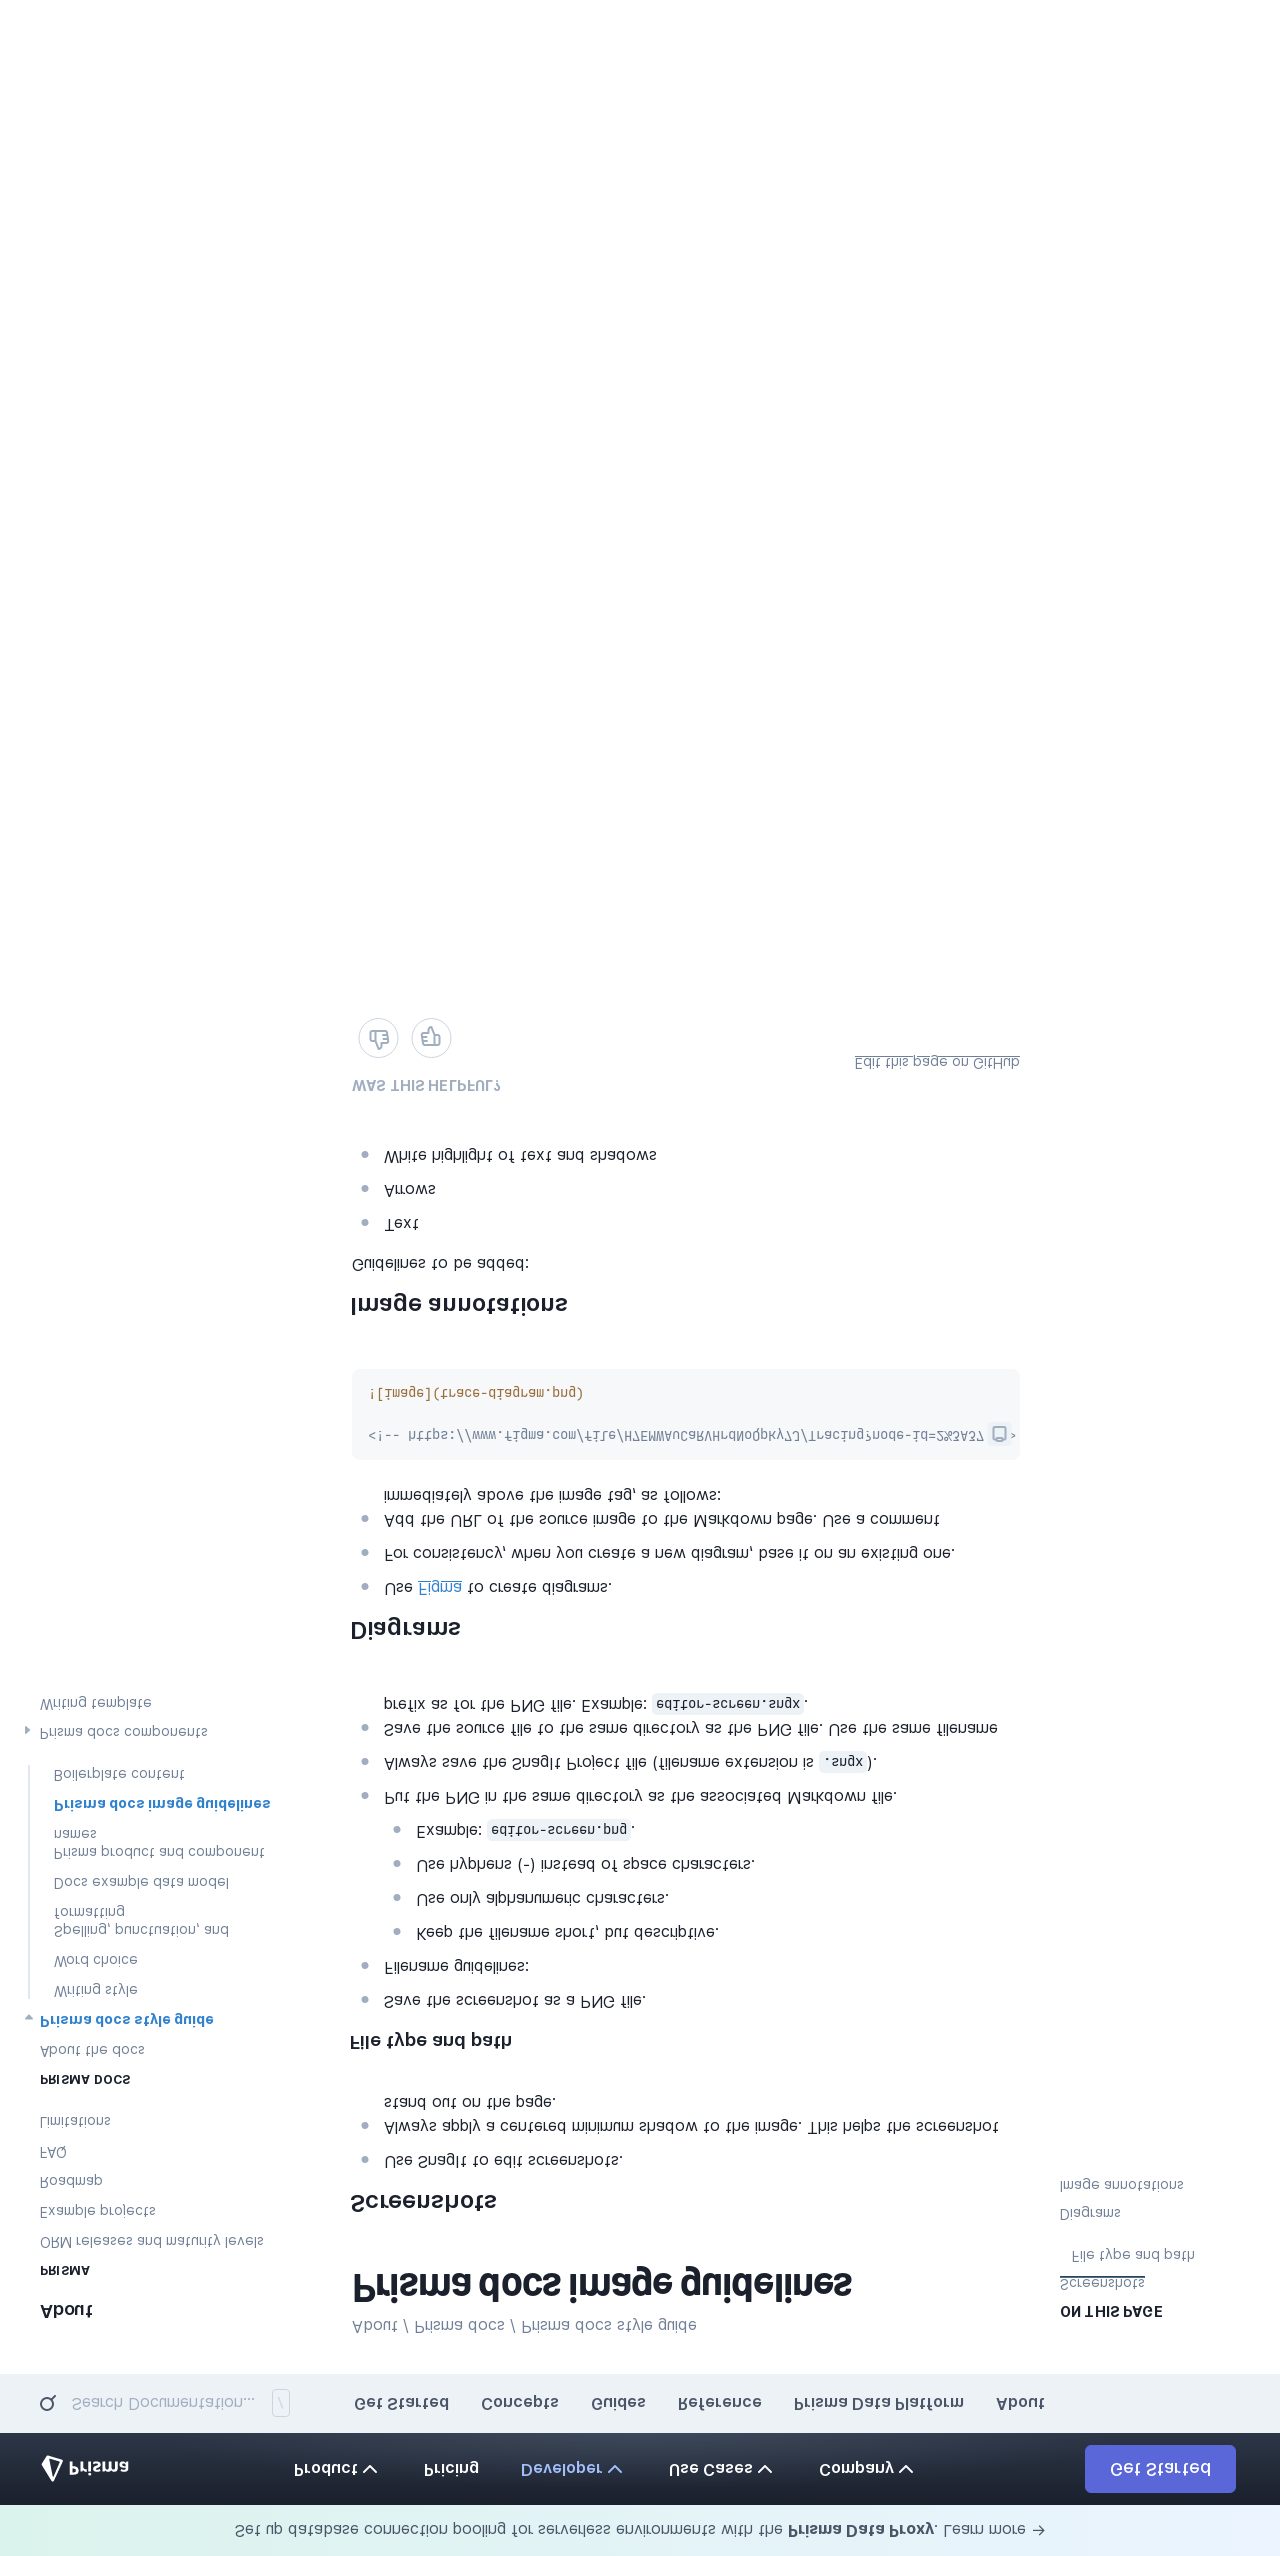 Set up database connection pooling for serverless environments with the Prisma Data Proxy. Learn more →
Prisma
Product
Pricing
Developer
Use Cases
Company
Get Started
Search Documentation... /
Get Started
Concepts
Guides
Reference
Prisma Data Platform
About
About
PRISMA
ORM releases and maturity levels
Example projects
Roadmap
FAQ
Limitations
PRISMA DOCS
About the docs
Prisma docs style guide
Writing style
Word choice
Spelling, punctuation, and
formatting
Docs example data model
Prisma product and component
names
Prisma docs image guidelines
Boilerplate content
Prisma docs components
Writing template
About / Prisma docs / Prisma docs style guide
Prisma docs image guidelines
Screenshots
Use SnagIt to edit screenshots.
Always apply a centered minimum shadow to the image. This helps the screenshot
stand out on the page.
File type and path
Save the screenshot as a PNG file.
Filename guidelines:
Keep the filename short, but descriptive.
Use only alphanumeric characters.
Use hyphens (-) instead of space characters.
Example: editor-screen.png.
Put the PNG in the same directory as the associated Markdown file.
Always save the SnagIt Project file (filename extension is .sngx).
Save the source file to the same directory as the PNG file. Use the same filename
prefix as for the PNG file. Example: editor-screen.sngx.
Diagrams
Use Figma to create diagrams.
For consistency, when you create a new diagram, base it on an existing one.
Add the URL of the source image to the Markdown page. Use a comment
immediately above the image tag, as follows:
<!-- https://www.figma.com/file/H7EMWAvCaRVHrdNoQpky7J/Tracing?node-id=2%3A37 >
![image](trace-diagram.png)
Image annotations
Guidelines to be added:
Text
Arrows
White highlight of text and shadows
WAS THIS HELPFUL?
Edit this page on GitHub
ON THIS PAGE
Screenshots
File type and path
Diagrams
Image annotations